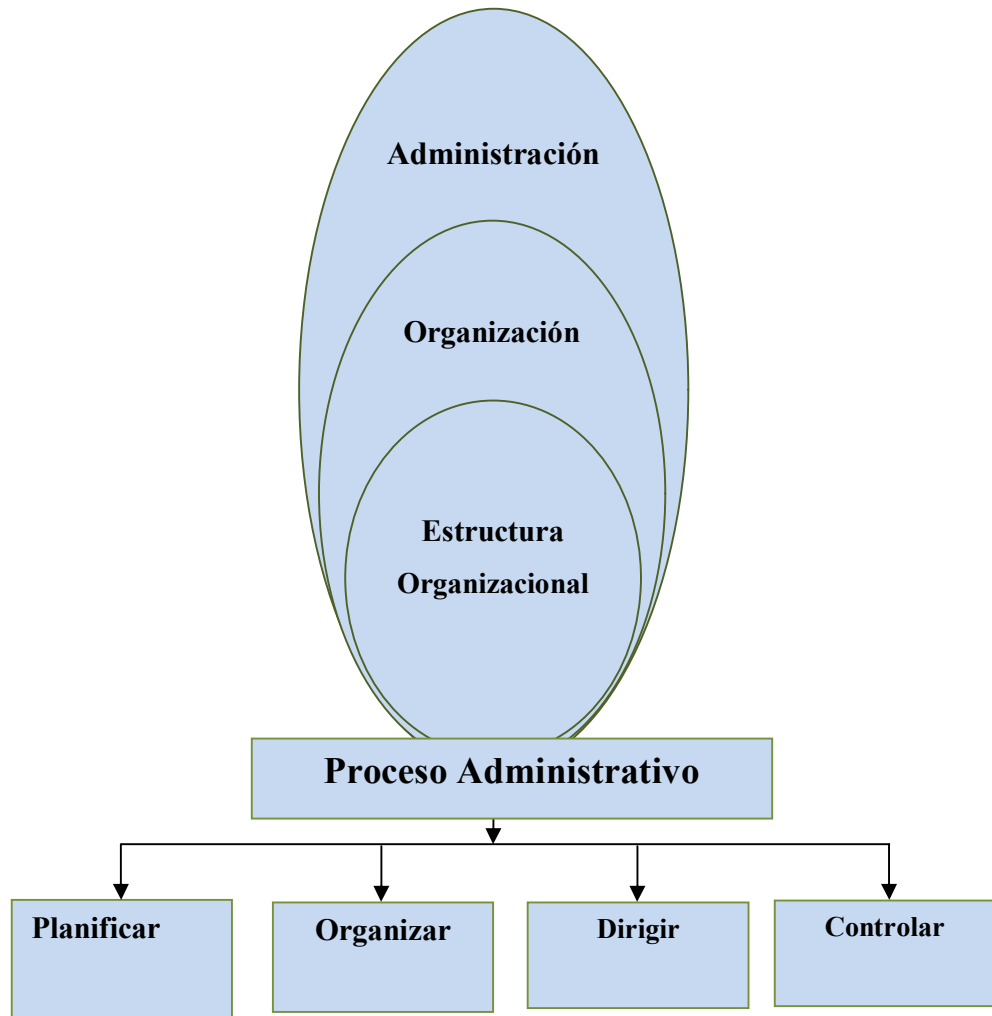 Administración
Organización
Estructura
Organizacional
Proceso Administrativo
Planificar
Organizar
Dirigir
Controlar